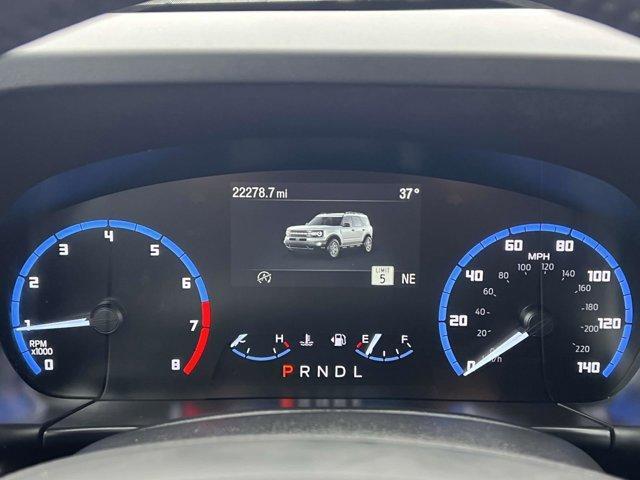 22278.7 mi 37°
LIMIT
5 NE
0 1 2 3 4 5 6 7 8
RPM
x1000
C H E F
P R N D L
0 20 40 60 80 100 120 140
MPH
20 40 60 80 100 120 140 160 180 200 220
km/h